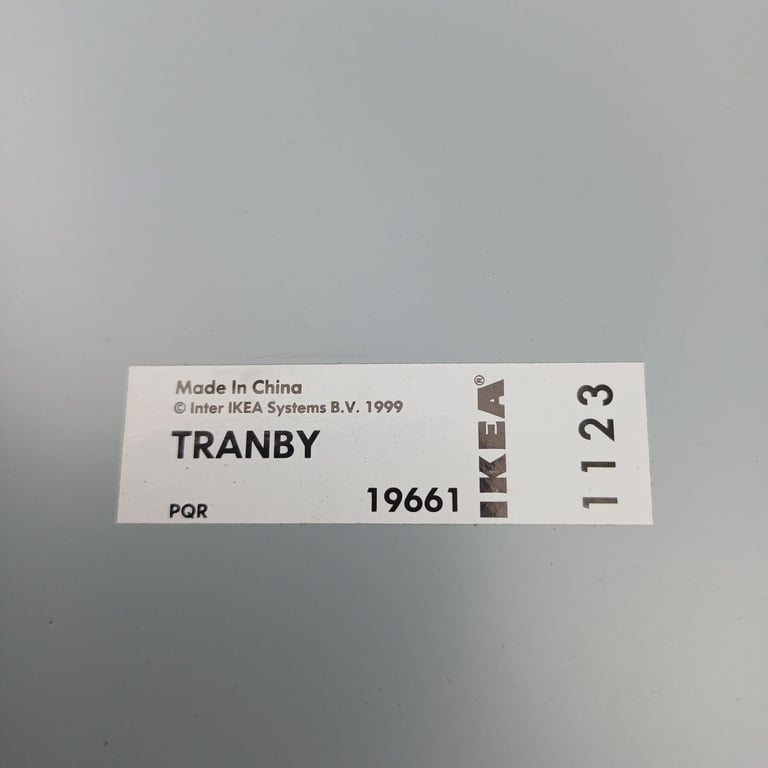 Made In China
© Inter IKEA Systems B.V. 1999
TRANBY
PQR
19661
IKEA®
1123